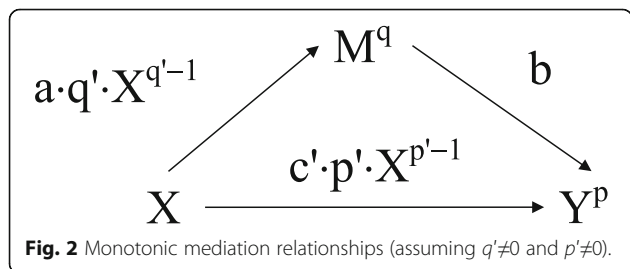 M^q
a·q'·X^{q'−1}
b
c'·p'·X^{p'−1}
X
Y^p
Fig. 2 Monotonic mediation relationships (assuming q'≠0 and p'≠0).